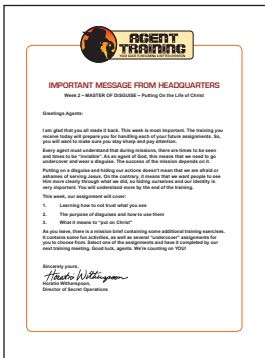 AGENT
TRAINING
YOUR GUIDE TO BECOMING A BETTER DISCIPLE
IMPORTANT MESSAGE FROM HEADQUARTERS
Week 2 – MASTER OF DISGUISE – Putting On the Life of Christ
Greetings Agents:
I am glad that you all made it back. This week is most important. The training you
receive today will prepare you for handling each of your future assignments. So,
you will want to make sure you stay sharp and pay attention.
Every agent must understand that during missions, there are times to be seen
and times to be "invisible". As an agent of God, this means that we need to go
undercover and wear a disguise. The success of the mission depends on it.
Putting on a disguise and hiding our actions doesn't mean that we are afraid or
ashamed of serving Jesus. On the contrary, it means that we want people to see
Him more clearly through what we did, so hiding ourselves and our identity is
very important. You will understand more by the end of the training.
This week, our assignment will cover:
1. Learning how to not trust what you see
2. The purpose of disguises and how to use them
3. What it means to "put on Christ"
As you leave, there is a mission brief containing some additional training exercises.
It contains some fun activities, as well as several "undercover" assignments for
you to choose from. Select one of the assignments and have it completed by our
next training meeting. Good luck, agents. We're counting on YOU!
Sincerely yours,
Horatio Witherspoon
Horatio Witherspoon,
Director of Secret Operations